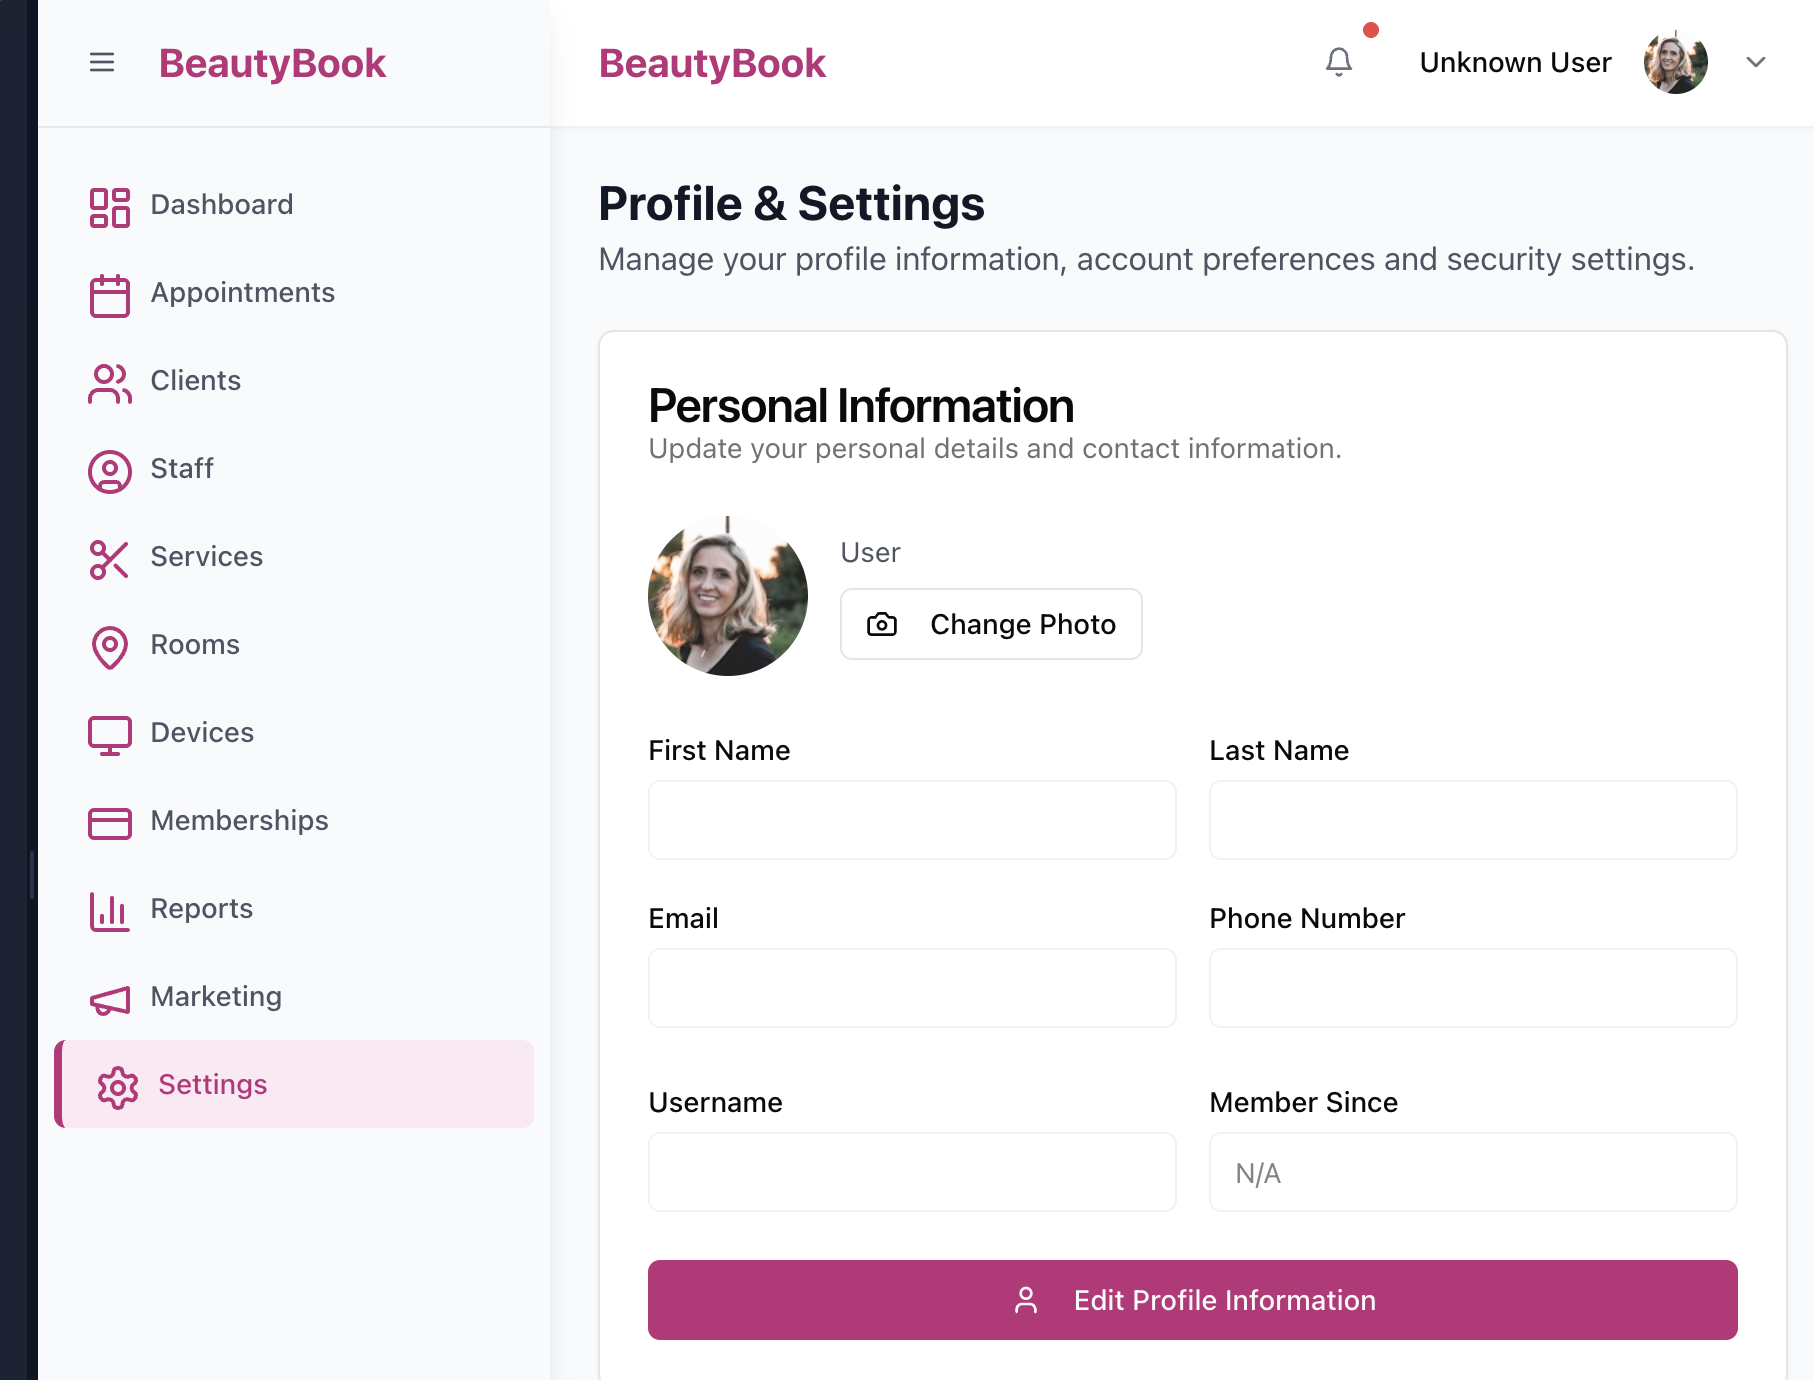 BeautyBook
BeautyBook
Unknown User
Dashboard
Appointments
Clients
Staff
Services
Rooms
Devices
Memberships
Reports
Marketing
Settings
Profile & Settings
Manage your profile information, account preferences and security settings.
Personal Information
Update your personal details and contact information.
User
Change Photo
First Name
Last Name
Email
Phone Number
Username
Member Since
N/A
Edit Profile Information